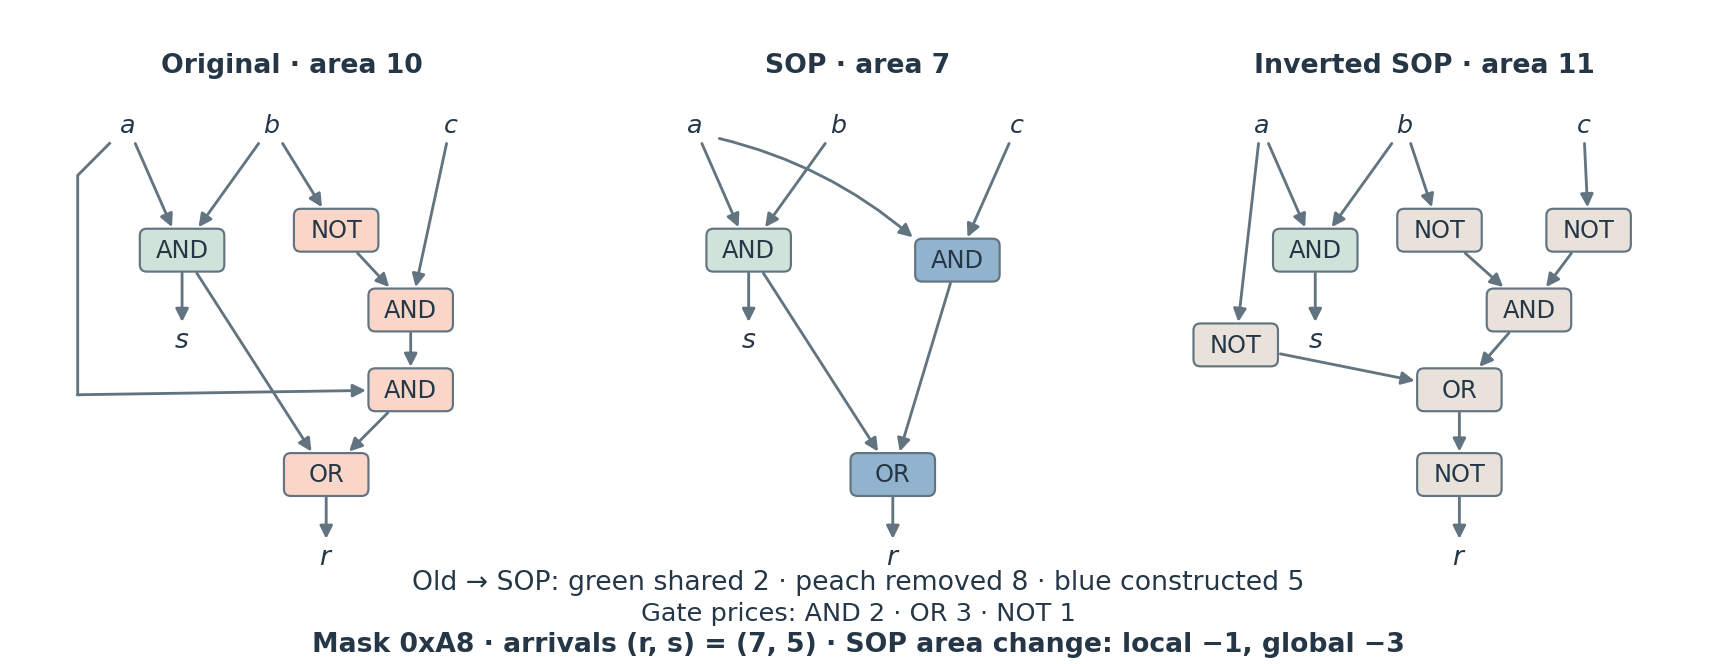 Original · area 10
SOP · area 7
Inverted SOP · area 11
a b c
a b c
a b c
AND NOT
AND
AND
OR
s
r
AND AND
OR
s
r
AND NOT NOT
AND
NOT
OR
NOT
s
r
Old → SOP: green shared 2 · peach removed 8 · blue constructed 5
Gate prices: AND 2 · OR 3 · NOT 1
Mask 0xA8 · arrivals (r, s) = (7, 5) · SOP area change: local −1, global −3